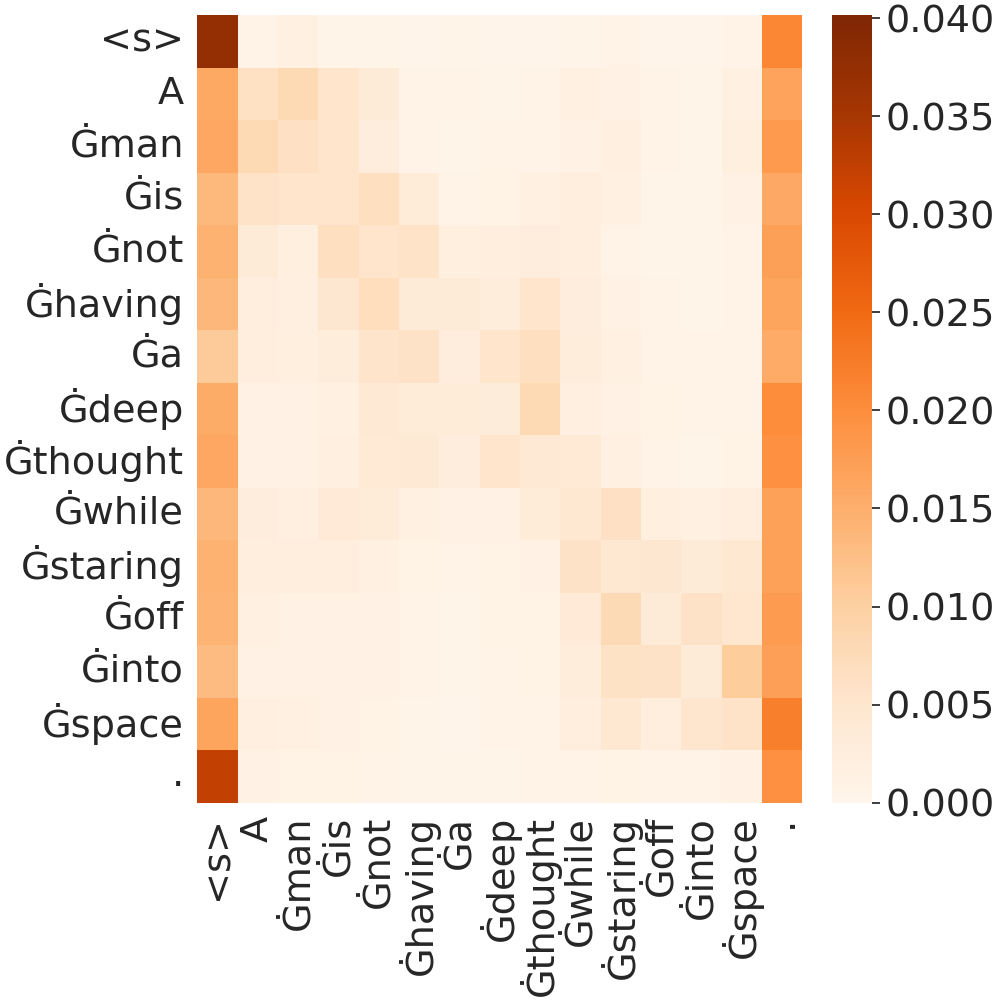 <s>
A
Ġman
Ġis
Ġnot
Ġhaving
Ġa
Ġdeep
Ġthought
Ġwhile
Ġstaring
Ġoff
Ġinto
Ġspace
.
<s>
A
Ġman
Ġis
Ġnot
Ġhaving
Ġa
Ġdeep
Ġthought
Ġwhile
Ġstaring
Ġoff
Ġinto
Ġspace
.
0.040
0.035
0.030
0.025
0.020
0.015
0.010
0.005
0.000